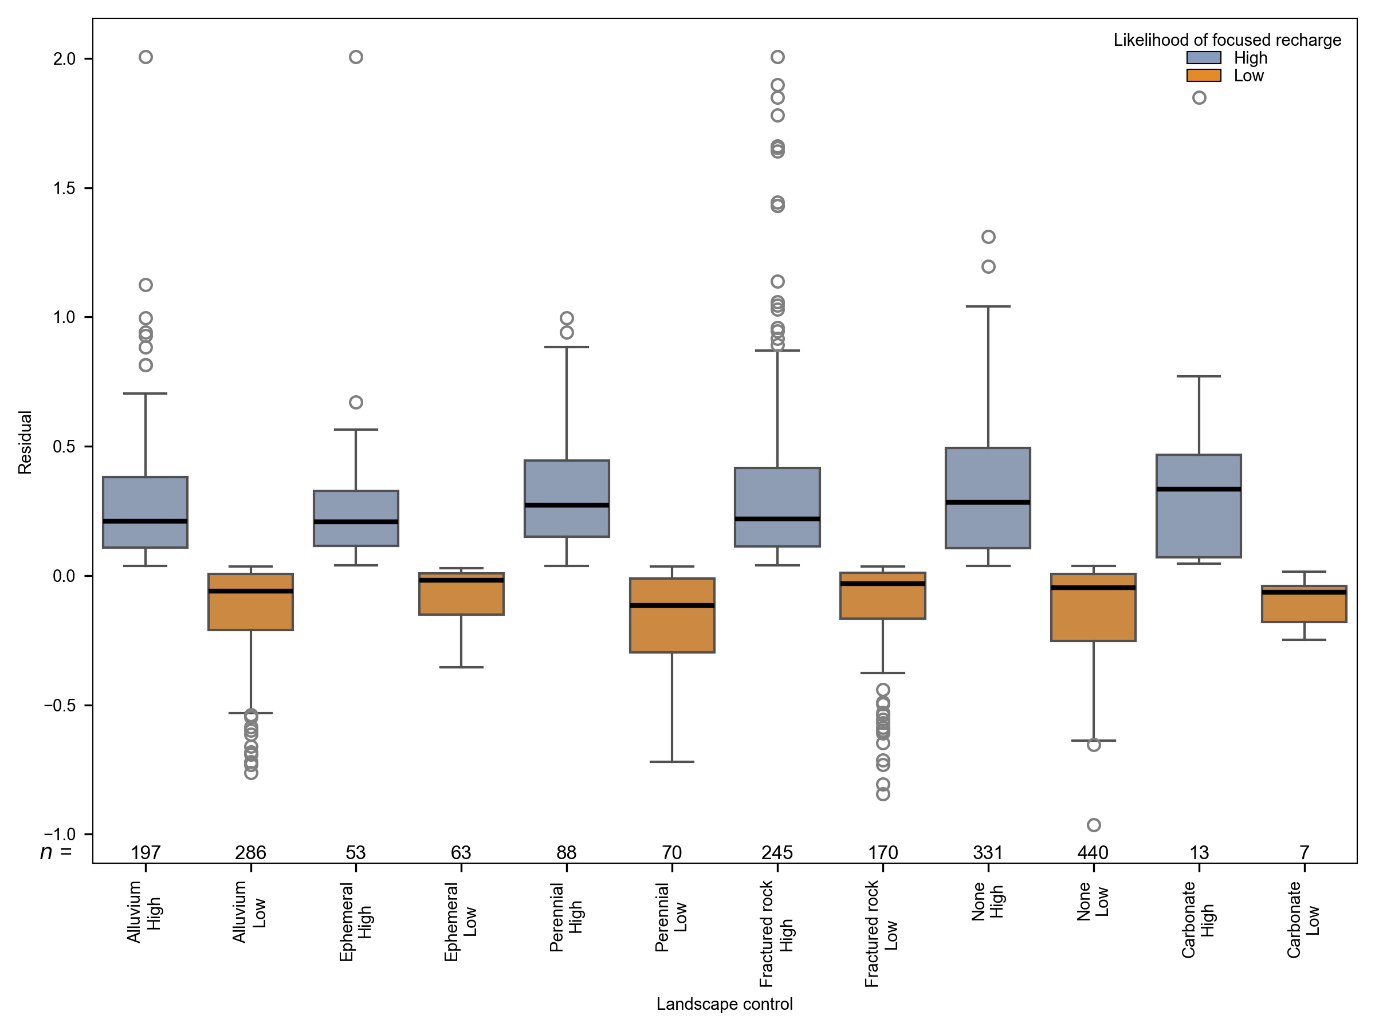 Likelihood of focused recharge
High
Low
Residual
2.0
1.5
1.0
0.5
0.0
−0.5
−1.0
n =
197
286
53
63
88
70
245
170
331
440
13
7
Alluvium
High
Alluvium
Low
Ephemeral
High
Ephemeral
Low
Perennial
High
Perennial
Low
Fractured rock
High
Fractured rock
Low
None
High
None
Low
Carbonate
High
Carbonate
Low
Landscape control